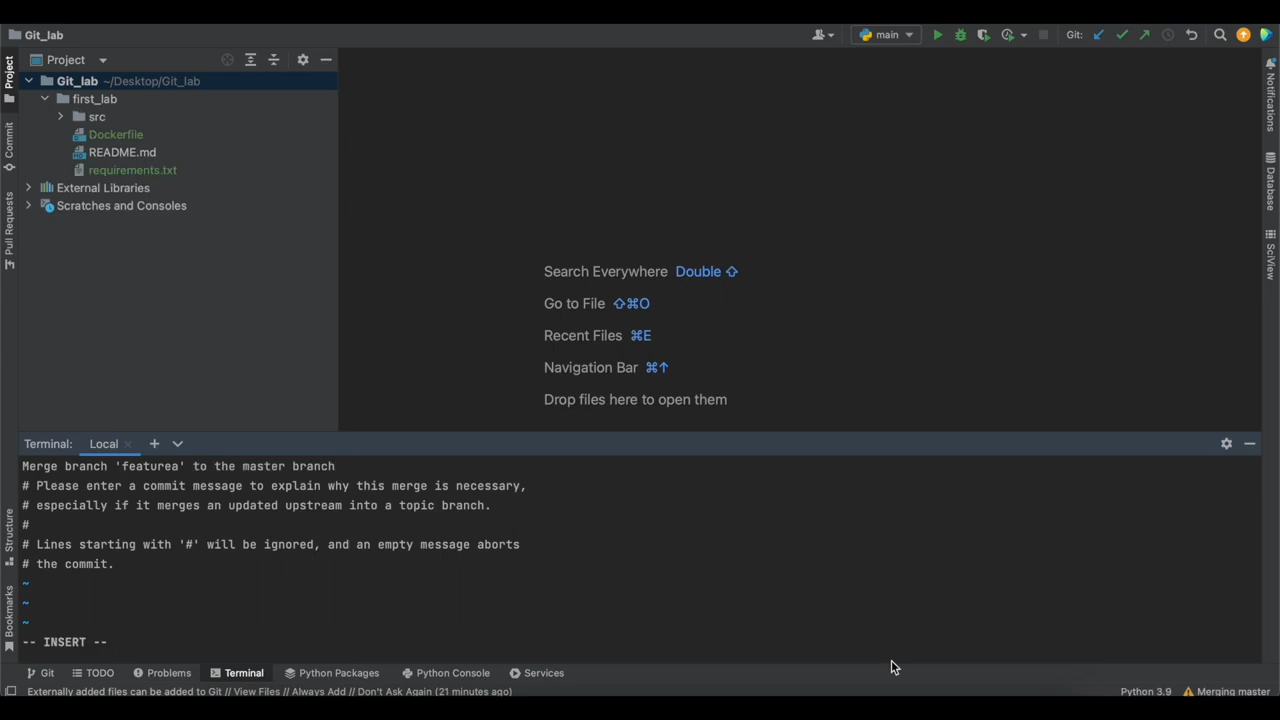 Git_lab
main
Git:
Project
Project
Git_lab ~/Desktop/Git_lab
first_lab
src
Dockerfile
README.md
requirements.txt
External Libraries
Scratches and Consoles
Commit
Pull Requests
Structure
Bookmarks
Notifications
Database
SciView
Search Everywhere Double ⇧
Go to File ⇧⌘O
Recent Files ⌘E
Navigation Bar ⌘↑
Drop files here to open them
Terminal: Local
Merge branch 'featurea' to the master branch
# Please enter a commit message to explain why this merge is necessary,
# especially if it merges an updated upstream into a topic branch.
#
# Lines starting with '#' will be ignored, and an empty message aborts
# the commit.
~
~
~
-- INSERT --
Git TODO Problems Terminal Python Packages Python Console Services
Externally added files can be added to Git // View Files // Always Add // Don't Ask Again (21 minutes ago) Python 3.9 Merging master